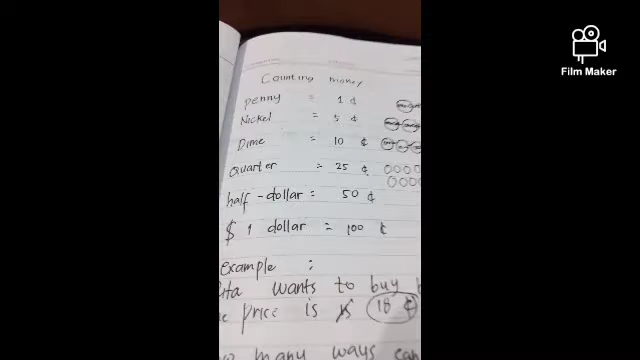 Counting money
penny = 1 ¢
Nickel = 5 ¢
Dime = 10 ¢
quarter = 25 ¢
half-dollar = 50 ¢
$ 1 dollar = 100 ¢
example :
wants to buy
price is 18 ¢
many ways can
Film Maker